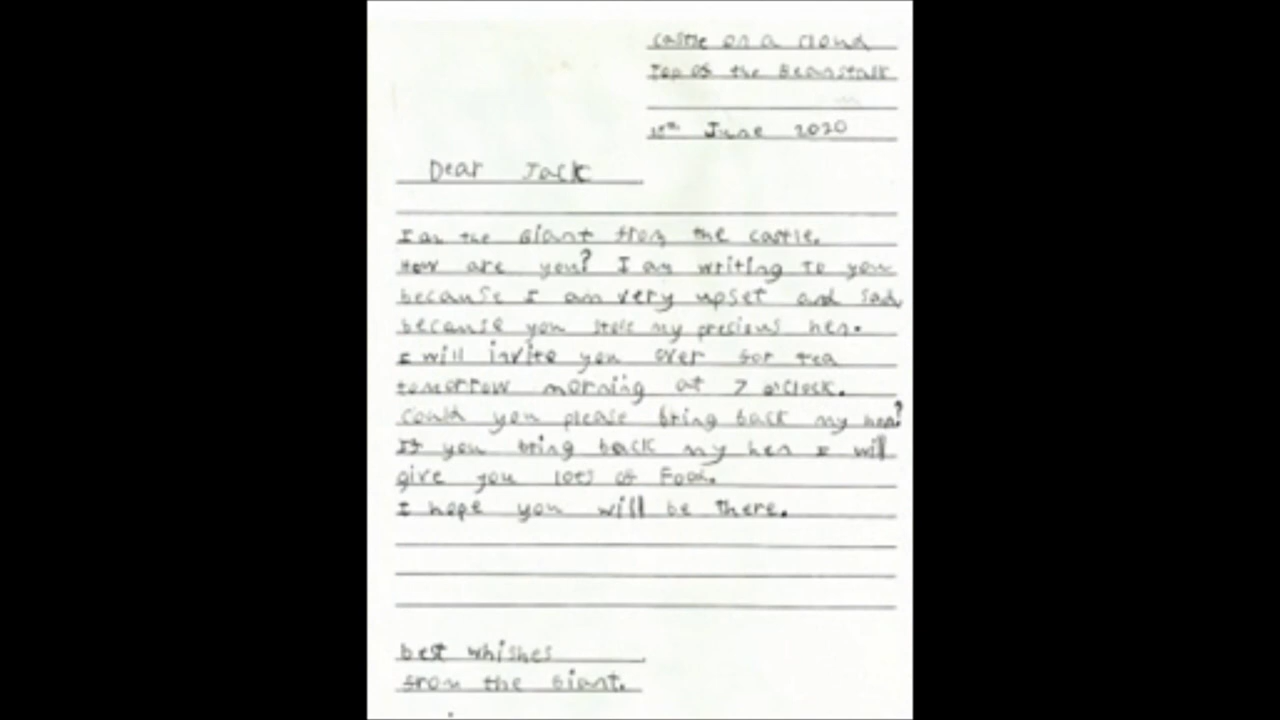 castle on a cloud
Top of the Beanstalk
15th June 2020
Dear Jack
I am the Giant from the castle.
How are you? I am writing to you
because I am very upset and sad
because you stole my presious hen.
I will invite you over for tea
tomorrow morning at 7 o'clock.
Could you please bring back my hen?
If you bring back my hen I will
give you lots of Food.
I hope you will be there.
best whishes
from the Giant.